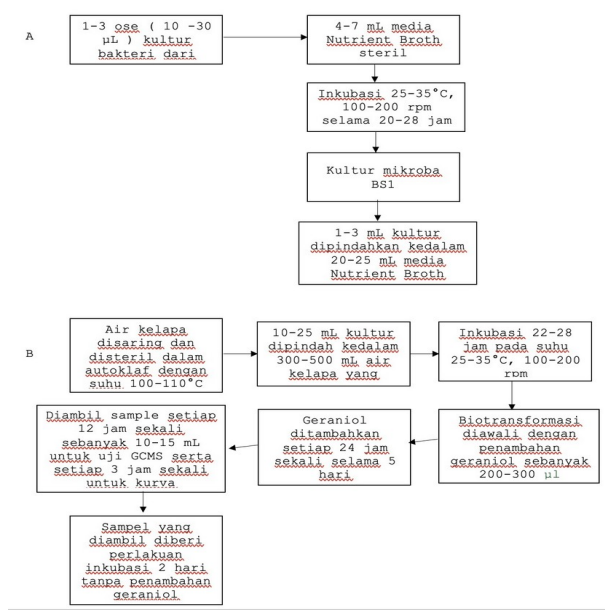 A
1-3 ose ( 10 -30
µL ) kultur
bakteri dari
4-7 mL media
Nutrient Broth
steril
Inkubasi 25-35°C,
100-200 rpm
selama 20-28 jam
Kultur mikroba
BS1
1-3 mL kultur
dipindahkan kedalam
20-25 mL media
Nutrient Broth
B
Air kelapa
disaring dan
disteril dalam
autoklaf dengan
suhu 100-110°C
10-25 mL kultur
dipindah kedalam
300-500 mL air
kelapa yang
Inkubasi 22-28
jam pada suhu
25-35°C, 100-200
rpm
Biotransformasi
diawali dengan
penambahan
geraniol sebanyak
200-300 µl
Geraniol
ditambahkan
setiap 24 jam
sekali selama 5
hari
Diambil sample setiap
12 jam sekali
sebanyak 10-15 mL
untuk uji GCMS serta
setiap 3 jam sekali
untuk kurva
Sampel yang
diambil diberi
perlakuan
inkubasi 2 hari
tanpa penambahan
geraniol